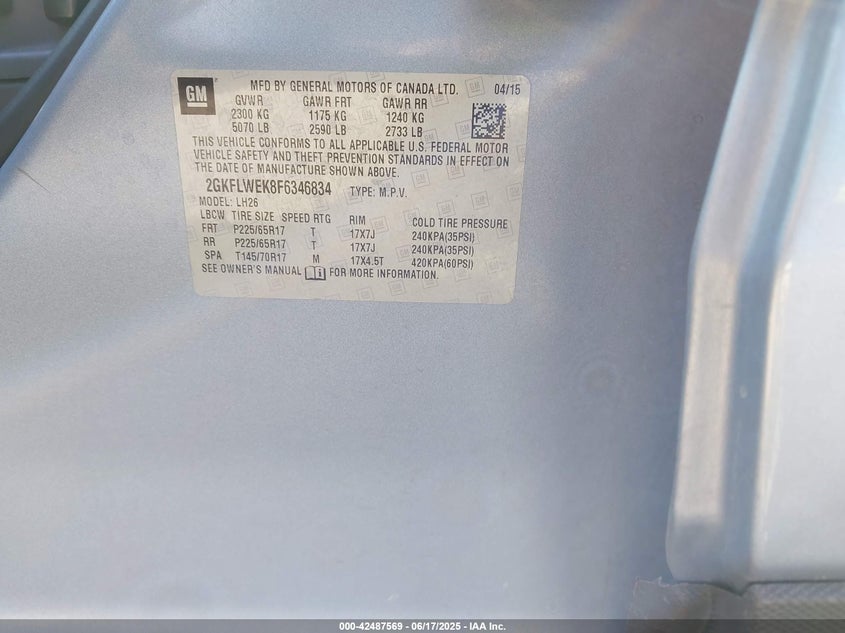 GM
MFD BY GENERAL MOTORS OF CANADA LTD. 04/15
GVWR GAWR FRT GAWR RR
2300 KG 1175 KG 1240 KG
5070 LB 2590 LB 2733 LB
THIS VEHICLE CONFORMS TO ALL APPLICABLE U.S. FEDERAL MOTOR
VEHICLE SAFETY AND THEFT PREVENTION STANDARDS IN EFFECT ON
THE DATE OF MANUFACTURE SHOWN ABOVE.
2GKFLWEK8F6346834 TYPE: M.P.V.
MODEL: LH26
LBCW TIRE SIZE SPEED RTG RIM COLD TIRE PRESSURE
FRT P225/65R17 T 17X7J 240KPA(35PSI)
RR P225/65R17 T 17X7J 240KPA(35PSI)
SPA T145/70R17 M 17X4.5T 420KPA(60PSI)
SEE OWNER'S MANUAL FOR MORE INFORMATION.
000-42487569 - 06/17/2025 - IAA Inc.